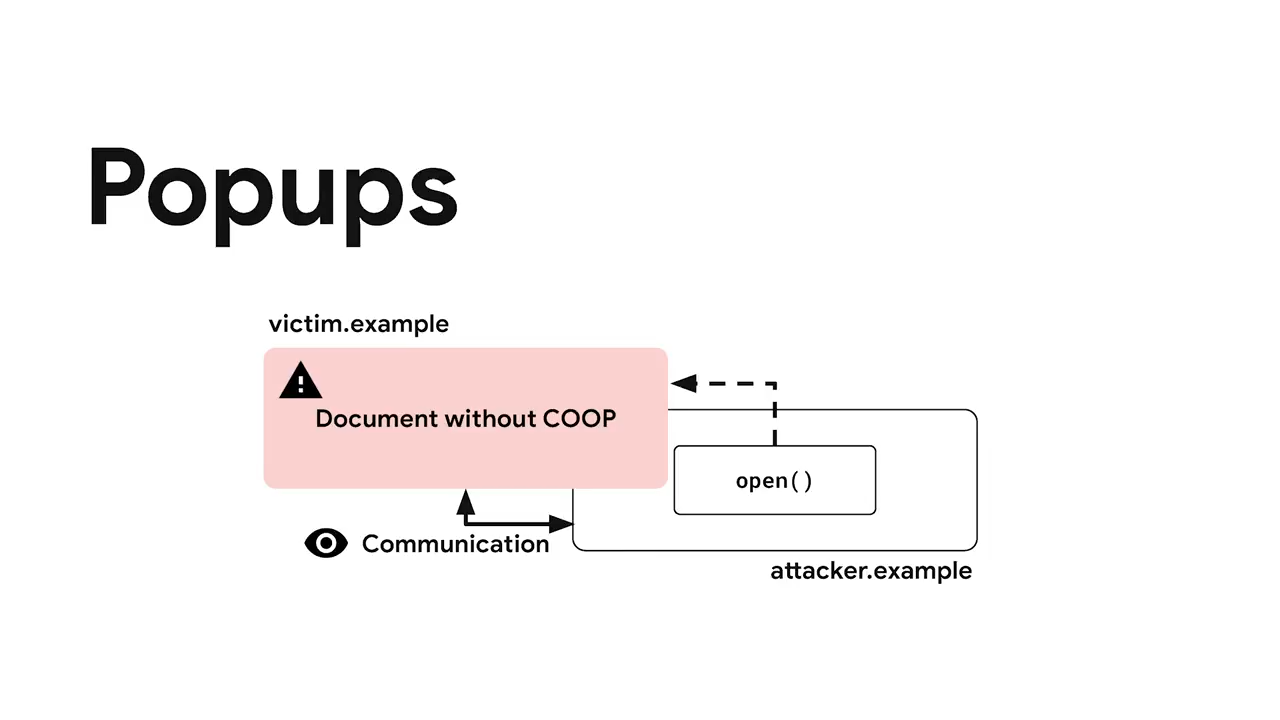 Popups
victim.example
Document without COOP
open()
Communication
attacker.example